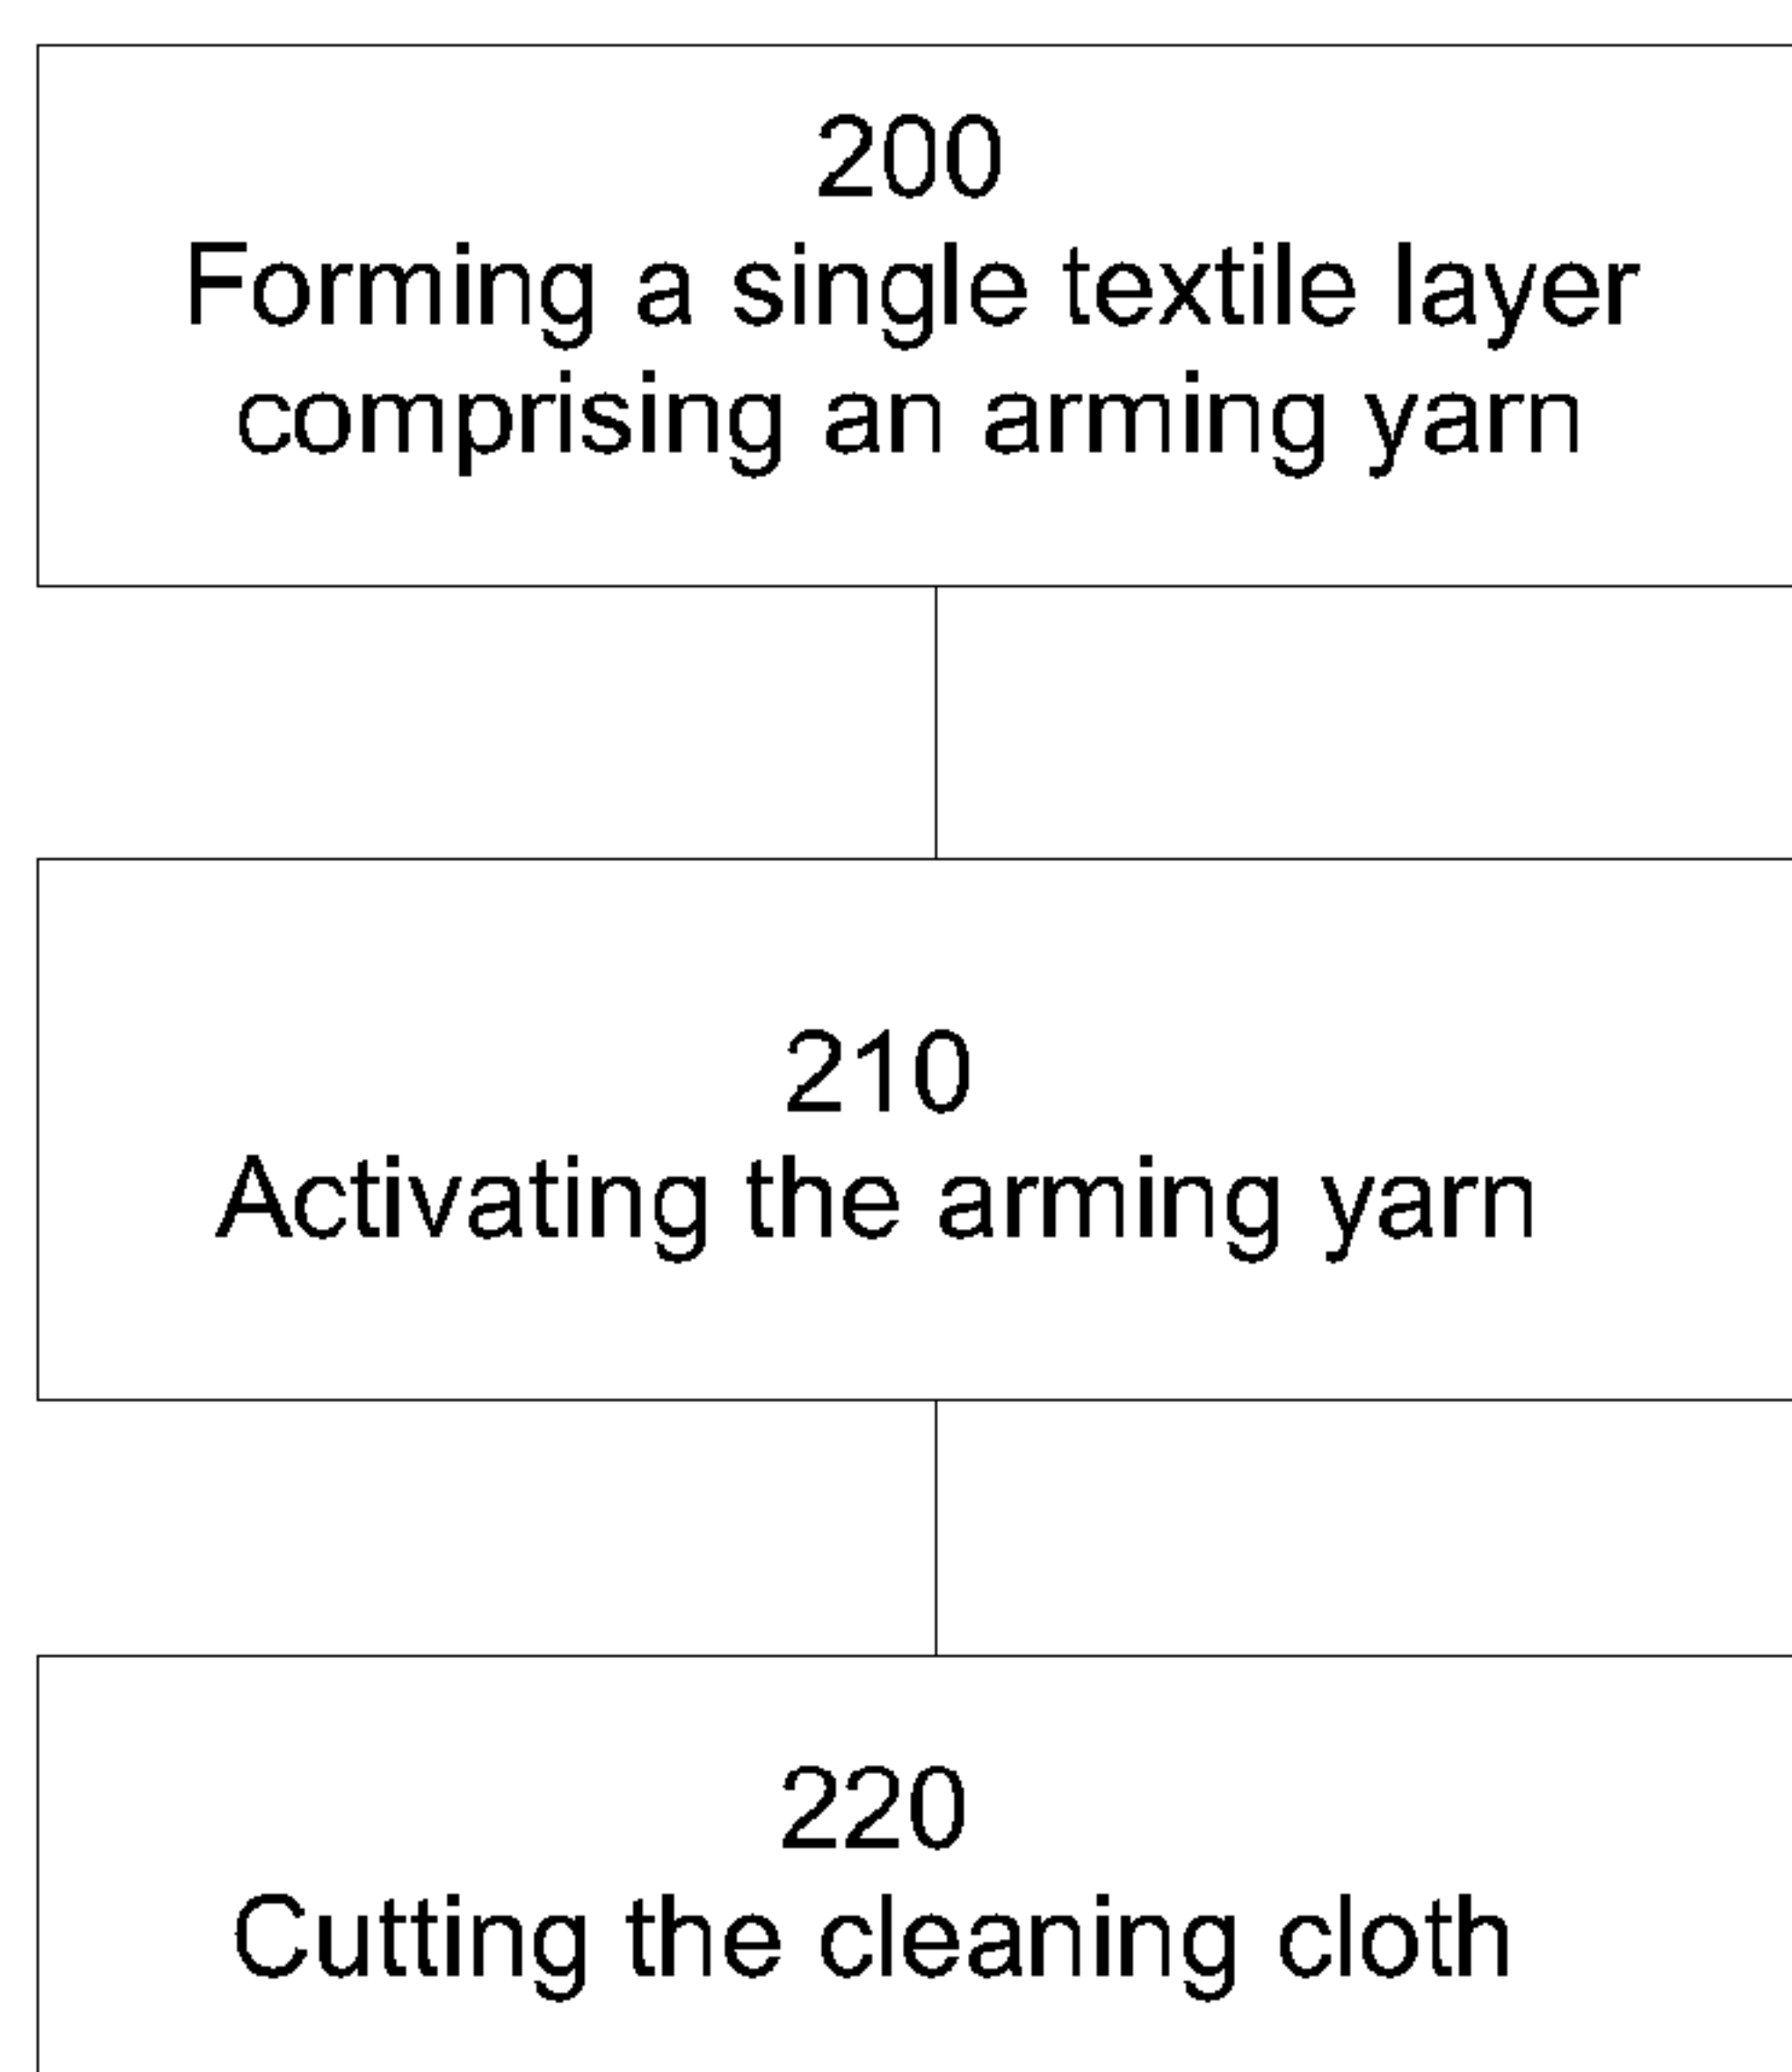 200
Forming a single textile layer
comprising an arming yarn
210
Activating the arming yarn
220
Cutting the cleaning cloth